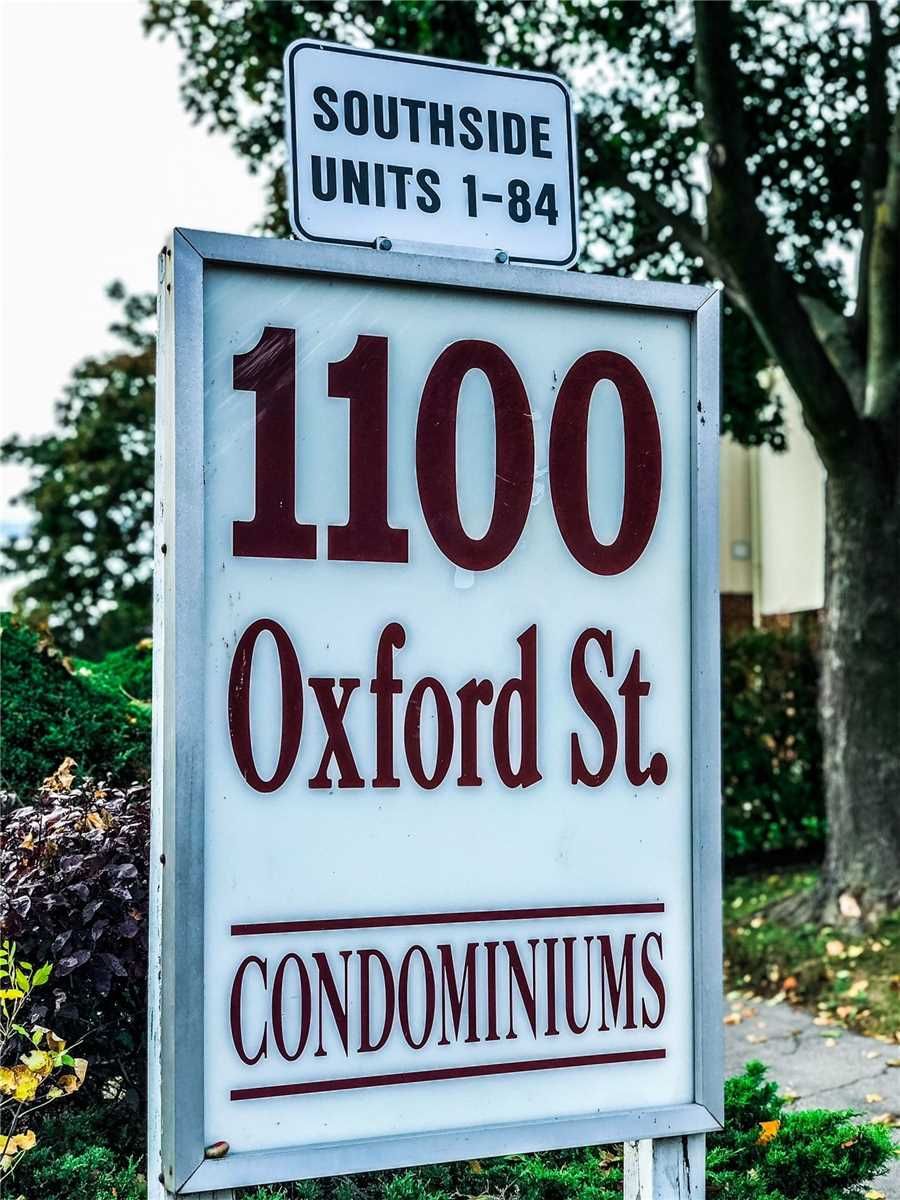 SOUTHSIDE
UNITS 1-84
1100
Oxford St.
CONDOMINIUMS